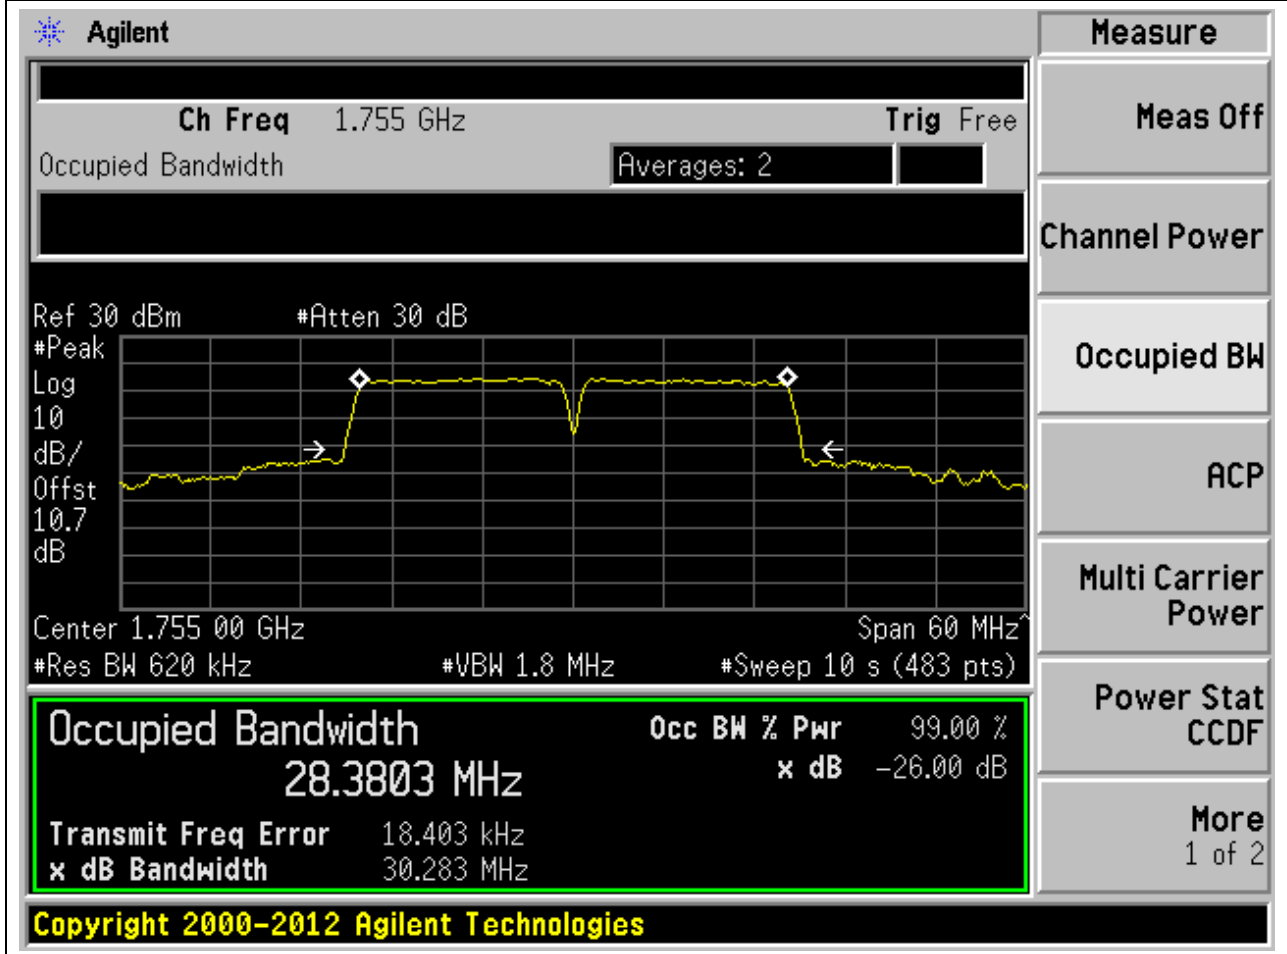 Agilent
Measure
Ch Freq 1.755 GHz Trig Free
Occupied Bandwidth Averages: 2
Meas Off
Channel Power
Occupied BW
ACP
Multi Carrier
Power
Power Stat
CCDF
More
1 of 2
Ref 30 dBm #Atten 30 dB
#Peak
Log
10
dB/
Offst
10.7
dB
Center 1.755 00 GHz Span 60 MHz^
#Res BW 620 kHz #VBW 1.8 MHz #Sweep 10 s (483 pts)
Occupied Bandwidth Occ BW % Pwr 99.00 %
28.3803 MHz x dB -26.00 dB
Transmit Freq Error 18.403 kHz
x dB Bandwidth 30.283 MHz
Copyright 2000-2012 Agilent Technologies